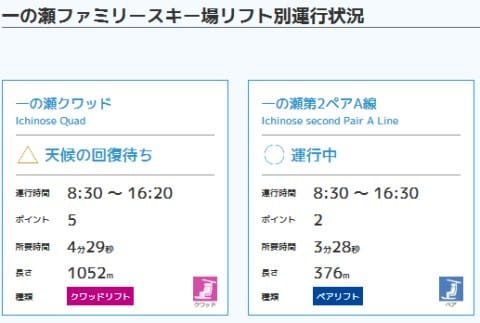 一の瀬ファミリースキー場リフト別運行状況
一の瀬クワッド
Ichinose Quad
天候の回復待ち
運行時間 8:30 〜 16:20
ポイント 5
所要時間 4分29秒
長さ 1052m
種類 クワッドリフト
クワッド
一の瀬第2ペアA線
Ichinose second Pair A Line
運行中
運行時間 8:30 〜 16:30
ポイント 2
所要時間 3分28秒
長さ 376m
種類 ペアリフト
ペア